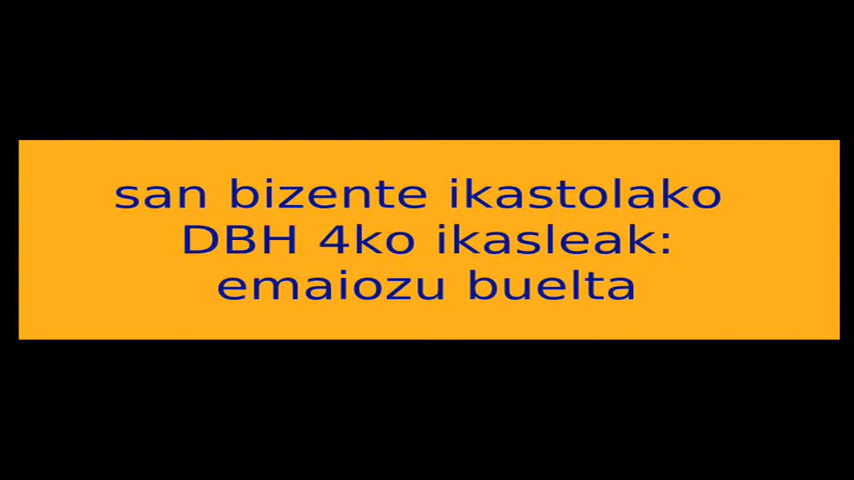 san bizente ikastolako
DBH 4ko ikasleak:
emaiozu buelta